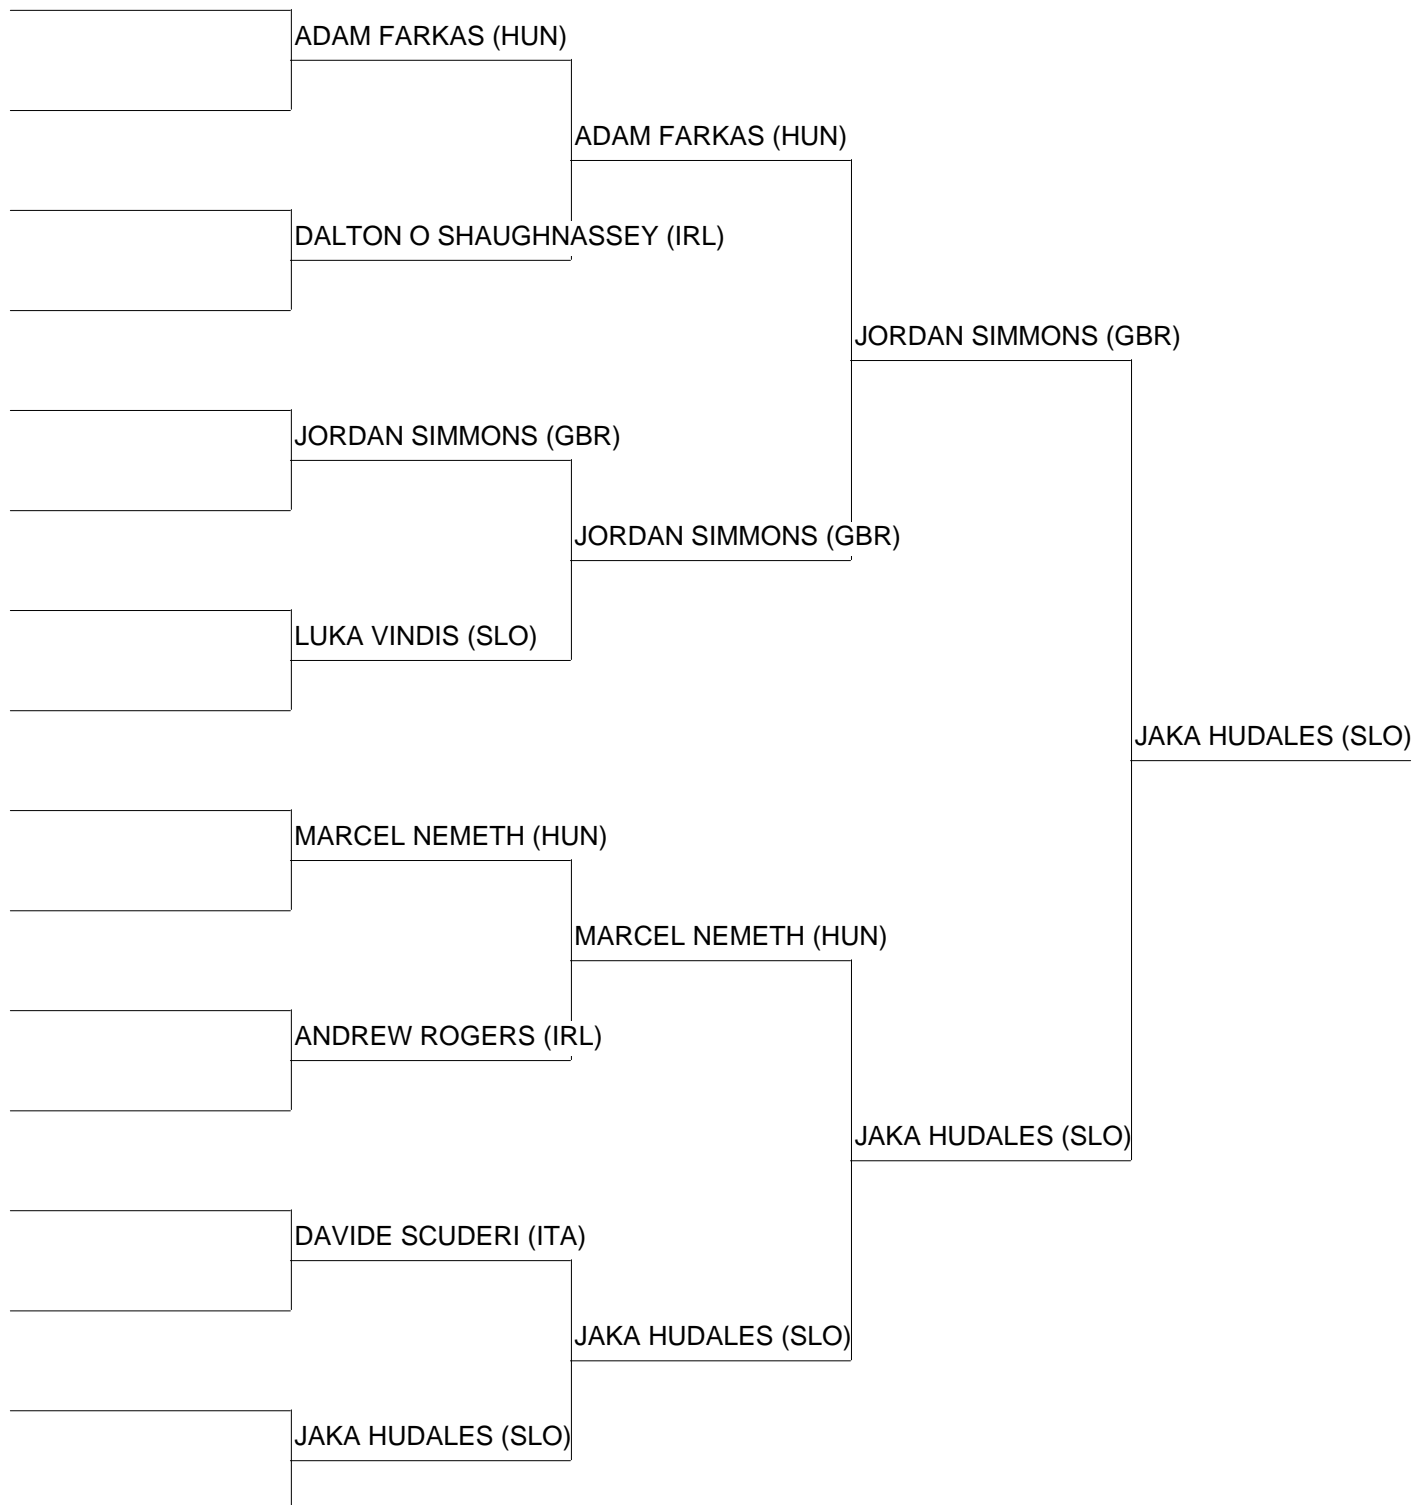 ADAM FARKAS (HUN)
ADAM FARKAS (HUN)
DALTON O SHAUGHNASSEY (IRL)
JORDAN SIMMONS (GBR)
JORDAN SIMMONS (GBR)
JORDAN SIMMONS (GBR)
LUKA VINDIS (SLO)
JAKA HUDALES (SLO)
MARCEL NEMETH (HUN)
MARCEL NEMETH (HUN)
ANDREW ROGERS (IRL)
JAKA HUDALES (SLO)
DAVIDE SCUDERI (ITA)
JAKA HUDALES (SLO)
JAKA HUDALES (SLO)